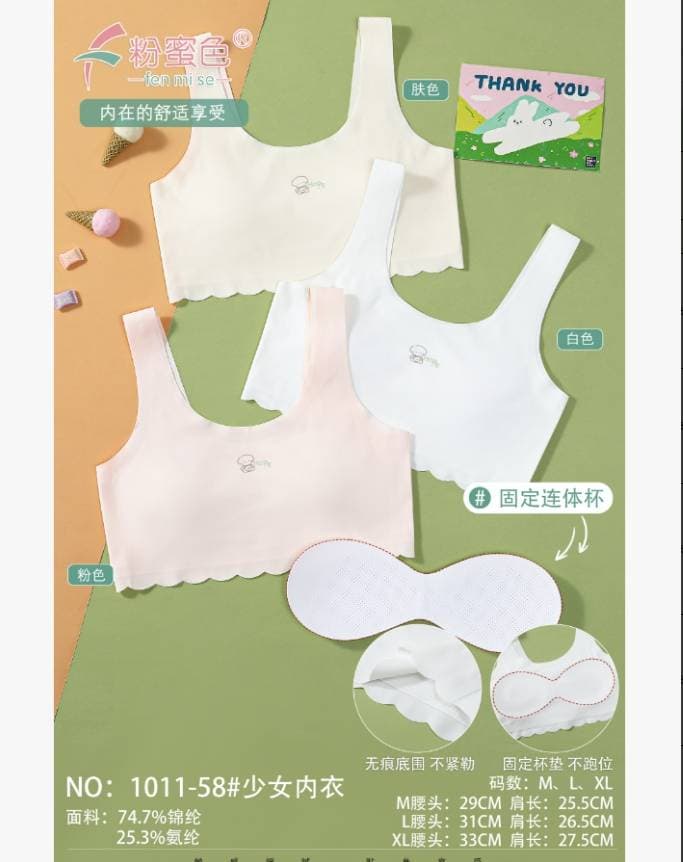 粉蜜色
fen mi se
内在的舒适享受
肤色
THANK YOU
白色
# 固定连体杯
粉色
无痕底围 不紧勒
固定杯垫 不跑位
NO：1011-58#少女内衣
码数：M、L、XL
面料：74.7%锦纶
25.3%氨纶
M腰头：29CM 肩长：25.5CM
L腰头：31CM 肩长：26.5CM
XL腰头：33CM 肩长：27.5CM